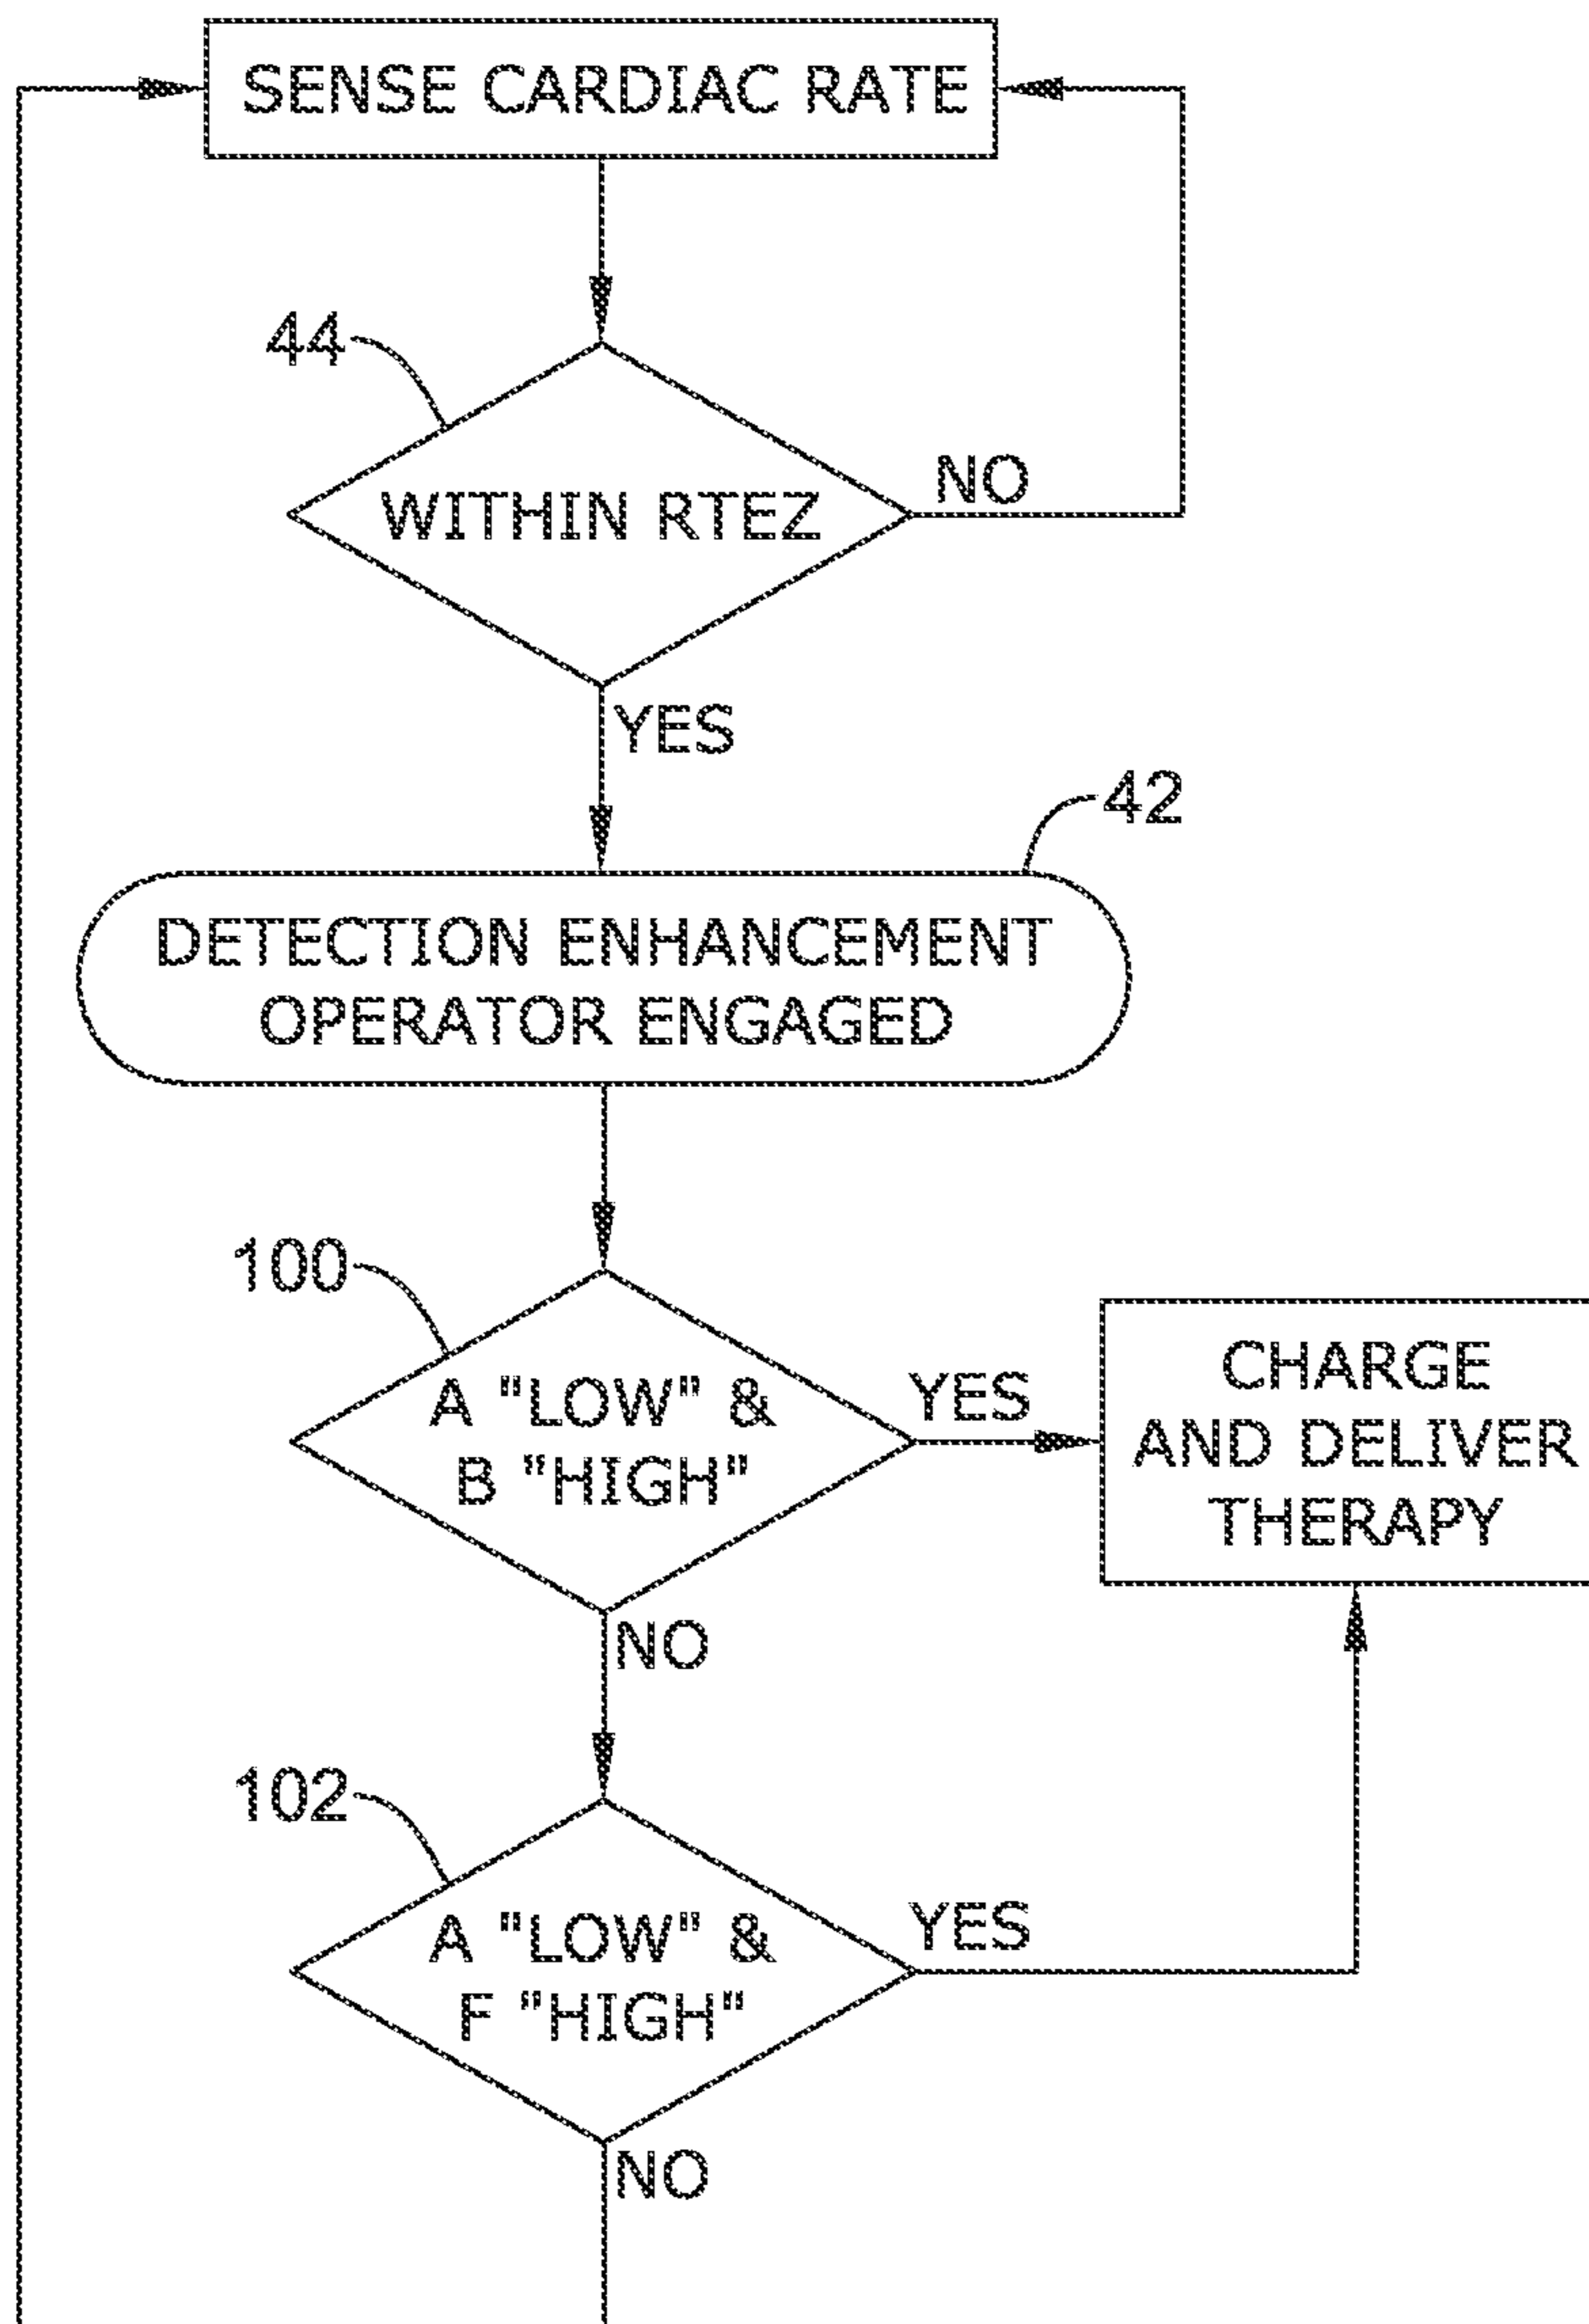 SENSE CARDIAC RATE
44
WITHIN RTEZ
NO
YES
42
DETECTION ENHANCEMENT
OPERATOR ENGAGED
100
A "LOW" &
B "HIGH"
YES
CHARGE
AND DELIVER
THERAPY
NO
102
A "LOW" &
F "HIGH"
YES
NO